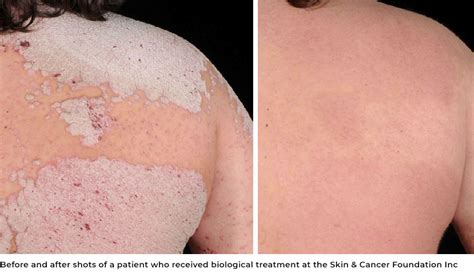 Before and after shots of a patient who received biological treatment at the Skin & Cancer Foundation Inc